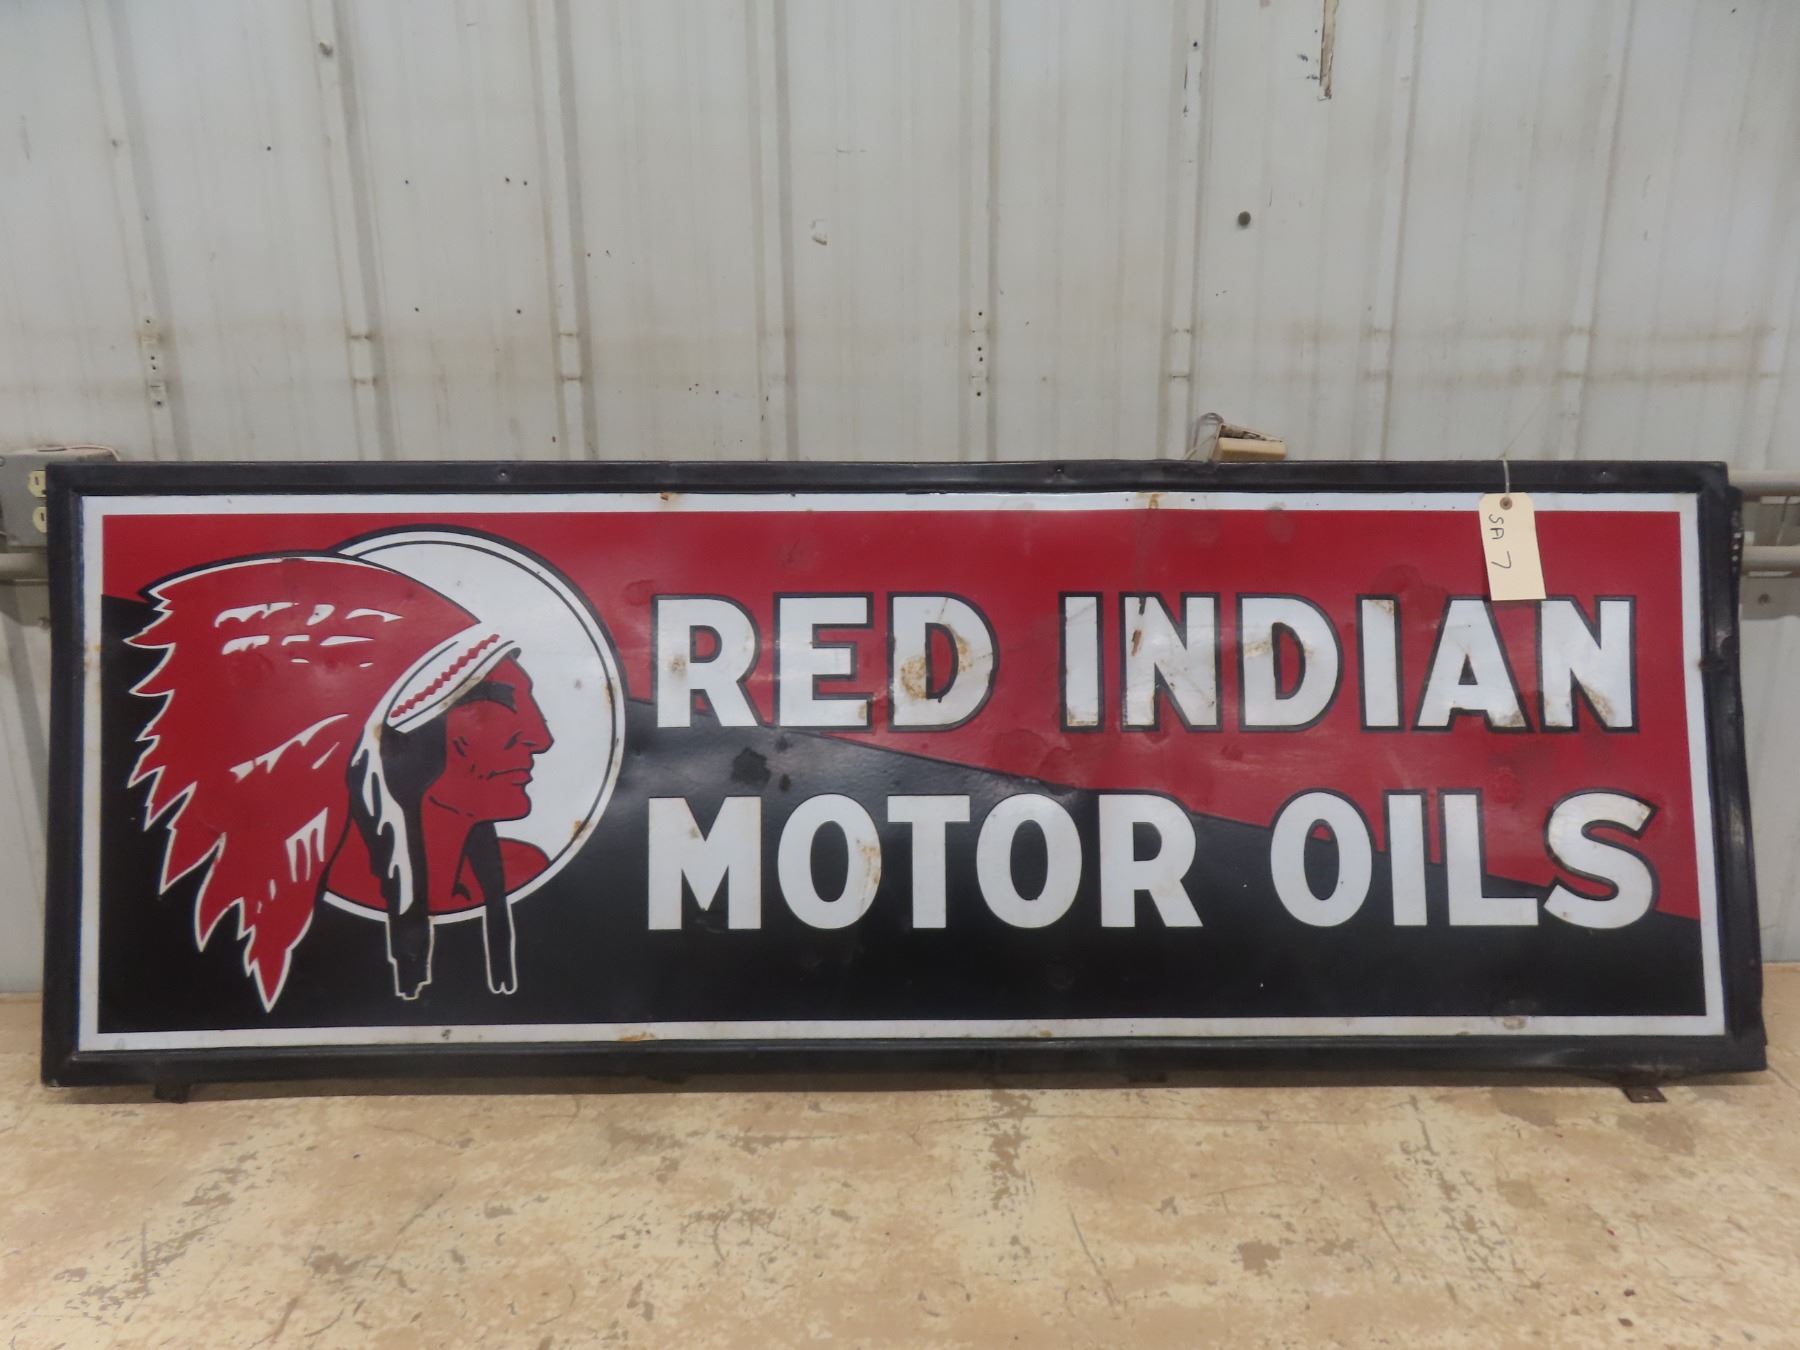 RED INDIAN
MOTOR OILS
SA 7